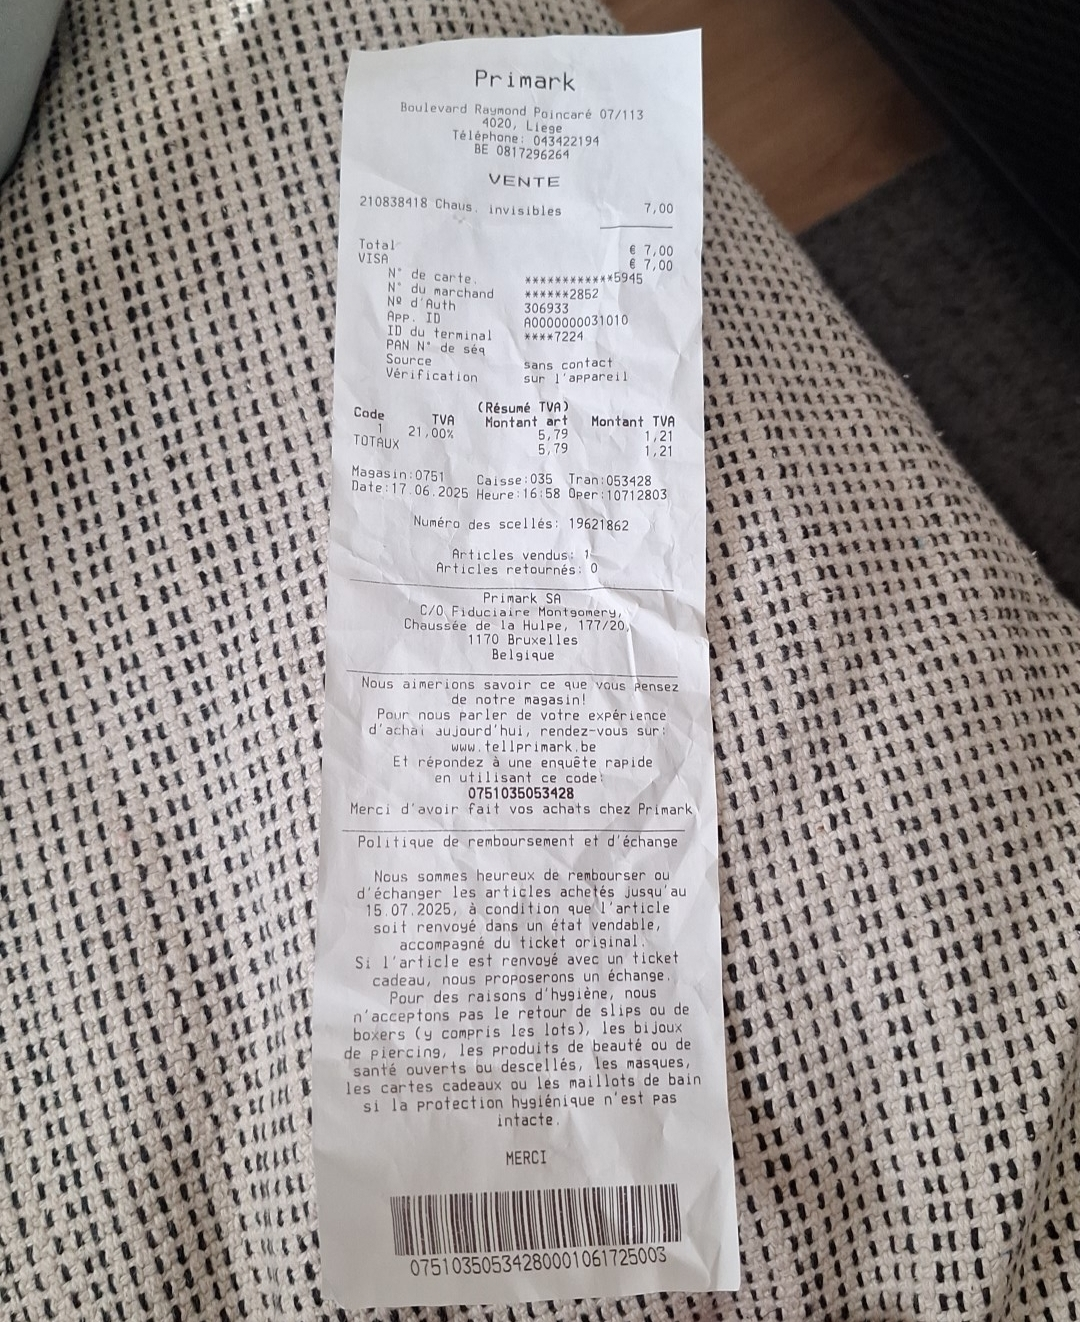 Primark
Boulevard Raymond Poincaré 07/113
4020, Liege
Téléphone: 043422194
BE 0817296264
VENTE
210838418 Chaus. invisibles 7,00
Total € 7,00
VISA € 7,00
N° de carte. ***********5945
N° du marchand ******2852
Nº d'Auth 306933
App. ID A0000000031010
ID du terminal ****7224
PAN N° de séq
Source sans contact
Vérification sur l'appareil
(Résumé TVA)
Code TVA Montant art Montant TVA
1 21,00% 5,79 1,21
TOTAUX 5,79 1,21
Magasin:0751 Caisse:035 Tran:053428
Date:17.06.2025 Heure:16:58 Oper:10712803
Numéro des scellés: 19621862
Articles vendus: 1
Articles retournés: 0
Primark SA
C/O Fiduciaire Montgomery,
Chaussée de la Hulpe, 177/20,
1170 Bruxelles
Belgique
Nous aimerions savoir ce que vous pensez
de notre magasin!
Pour nous parler de votre expérience
d'achai aujourd'hui, rendez-vous sur:
www.tellprimark.be
Et répondez à une enquête rapide
en utilisant ce code:
0751035053428
Merci d'avoir fait vos achats chez Primark
Politique de remboursement et d'échange
Nous sommes heureux de rembourser ou
d'échanger les articles achetés jusqu'au
15.07.2025, à condition que l'article
soit renvoyé dans un état vendable,
accompagné du ticket original.
Si l'article est renvoyé avec un ticket
cadeau, nous proposerons un échange.
Pour des raisons d'hygiène, nous
n'acceptons pas le retour de slips ou de
boxers (y compris les lots), les bijoux
de piercing, les produits de beauté ou de
santé ouverts ou descellés, les masques,
les cartes cadeaux ou les maillots de bain
si la protection hygiénique n'est pas
intacte.
MERCI
07510350534280001061725003